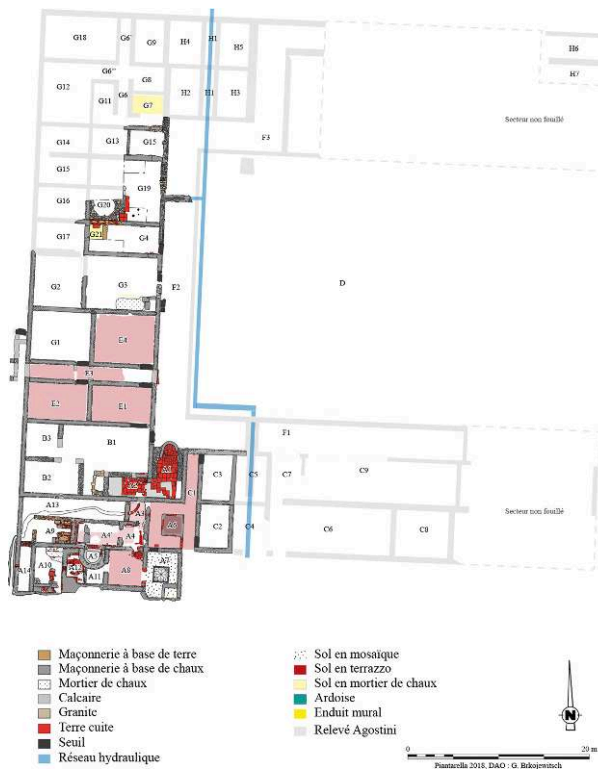 G18 G6' G9 H4 H1 H5 H6
G6'' G8 H7
G12 G11 G6 G7 H2 H1 H3 Secteur non fouillé
G14 G13 G15 F3
G15
G19
G16 G20
G17 G21 G4
G2 G5 F2 D
G1 E4
E3
E2 E1
B3 B1 F1
B2 A2 A1 C3 C5 C7 C9
A13 A3 C1 Secteur non fouillé
A9 A4' A4 A6 C2 C4 C6 C8
A5
A14 A10 A12 A11 A8 A7
Maçonnerie à base de terre
Maçonnerie à base de chaux
Mortier de chaux
Calcaire
Granite
Terre cuite
Seuil
Réseau hydraulique
Sol en mosaïque
Sol en terrazzo
Sol en mortier de chaux
Ardoise
Enduit mural
Relevé Agostini
N
0 m 20 m
Piantarella 2018, DAO : G. Brkojewitsch